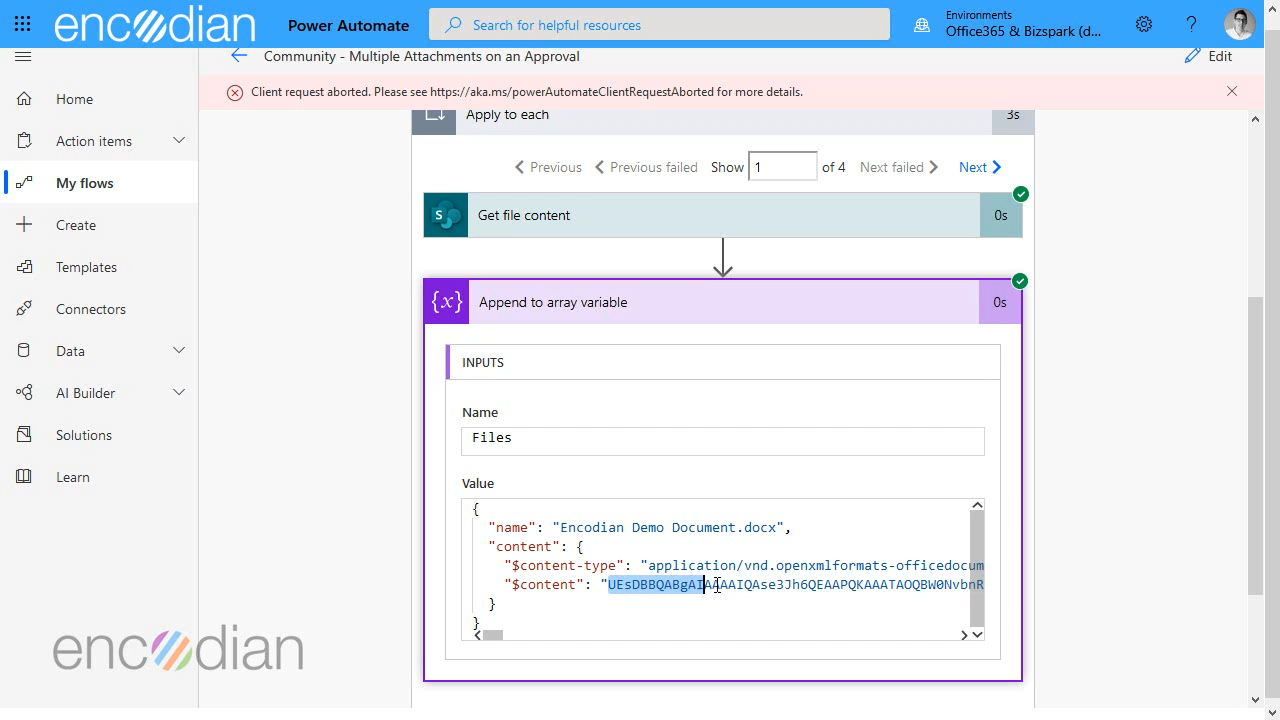 encodian
Power Automate
Search for helpful resources
Environments
Office365 & Bizspark (d...
?
Community - Multiple Attachments on an Approval
Edit
Client request aborted. Please see https://aka.ms/powerAutomateClientRequestAborted for more details.
Home
Action items
My flows
Create
Templates
Connectors
Data
AI Builder
Solutions
Learn
Apply to each
3s
Previous
Previous failed
Show
1
of 4
Next failed
Next
S
Get file content
0s
{x}
Append to array variable
0s
INPUTS
Name
Files
Value
{
"name": "Encodian Demo Document.docx",
"content": {
"$content-type": "application/vnd.openxmlformats-officedocum
"$content": "UEsDBBQABgAIAAAAIQAse3Jh6QEAAPQKAAATAOQBW0NvbnR
}
}
encodian